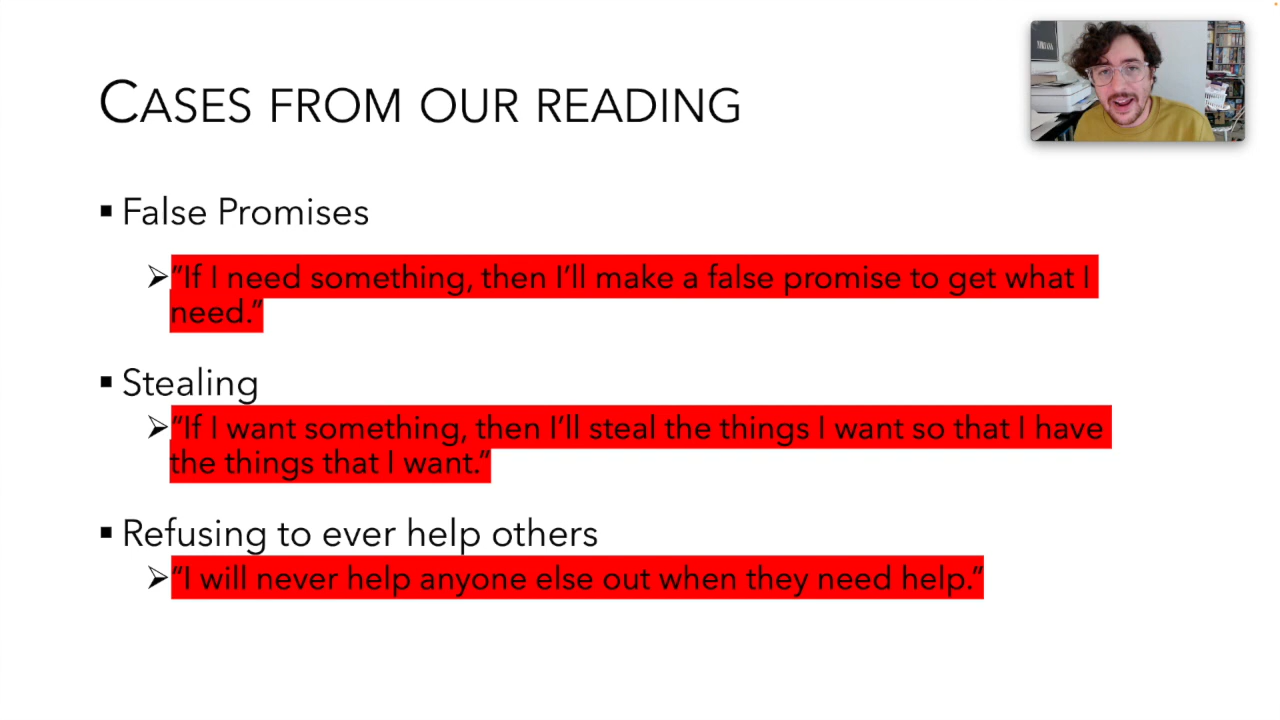 CASES FROM OUR READING
NIRVANA
▪ False Promises
➢ “If I need something, then I’ll make a false promise to get what I
need.”
▪ Stealing
➢ “If I want something, then I’ll steal the things I want so that I have
the things that I want.”
▪ Refusing to ever help others
➢ “I will never help anyone else out when they need help.”